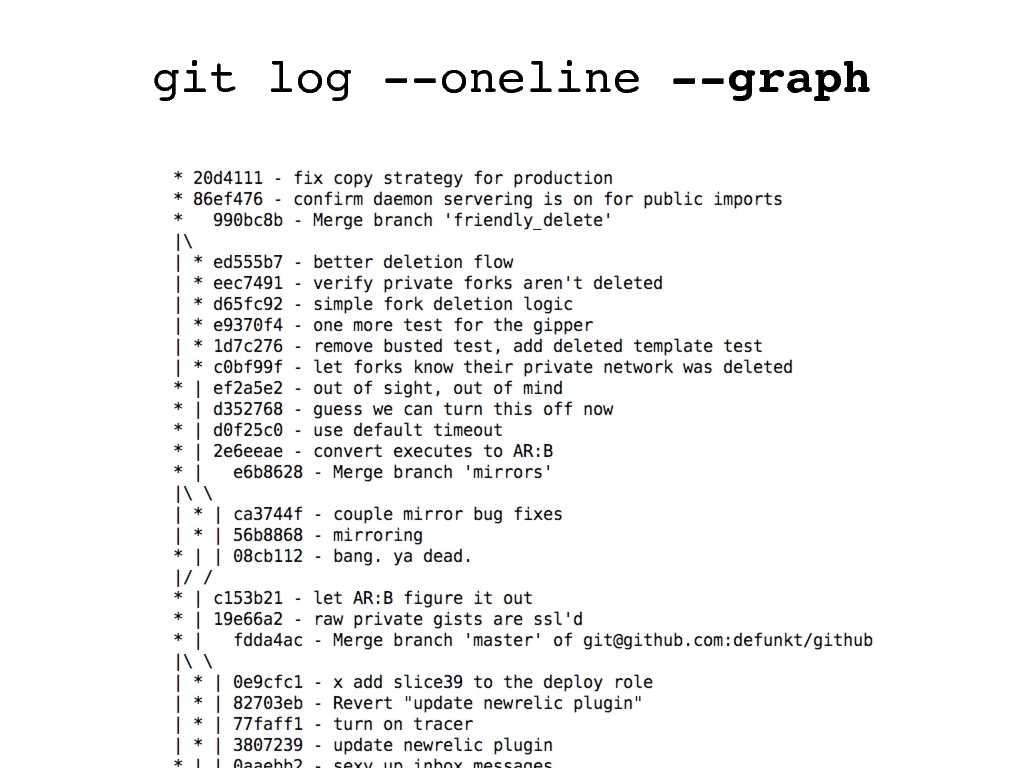 git log --oneline --graph
* 20d4111 - fix copy strategy for production
* 86ef476 - confirm daemon servering is on for public imports
*   990bc8b - Merge branch 'friendly_delete'
|\
| * ed555b7 - better deletion flow
| * eec7491 - verify private forks aren't deleted
| * d65fc92 - simple fork deletion logic
| * e9370f4 - one more test for the gipper
| * 1d7c276 - remove busted test, add deleted template test
| * c0bf99f - let forks know their private network was deleted
* | ef2a5e2 - out of sight, out of mind
* | d352768 - guess we can turn this off now
* | d0f25c0 - use default timeout
* | 2e6eeae - convert executes to AR:B
* |   e6b8628 - Merge branch 'mirrors'
|\ \
| * | ca3744f - couple mirror bug fixes
| * | 56b8868 - mirroring
* | | 08cb112 - bang. ya dead.
|/ /
* | c153b21 - let AR:B figure it out
* | 19e66a2 - raw private gists are ssl'd
* |   fdda4ac - Merge branch 'master' of git@github.com:defunkt/github
|\ \
| * | 0e9cfc1 - x add slice39 to the deploy role
| * | 82703eb - Revert "update newrelic plugin"
| * | 77faff1 - turn on tracer
| * | 3807239 - update newrelic plugin
* | | 0aaebb2 - sexy up inbox messages